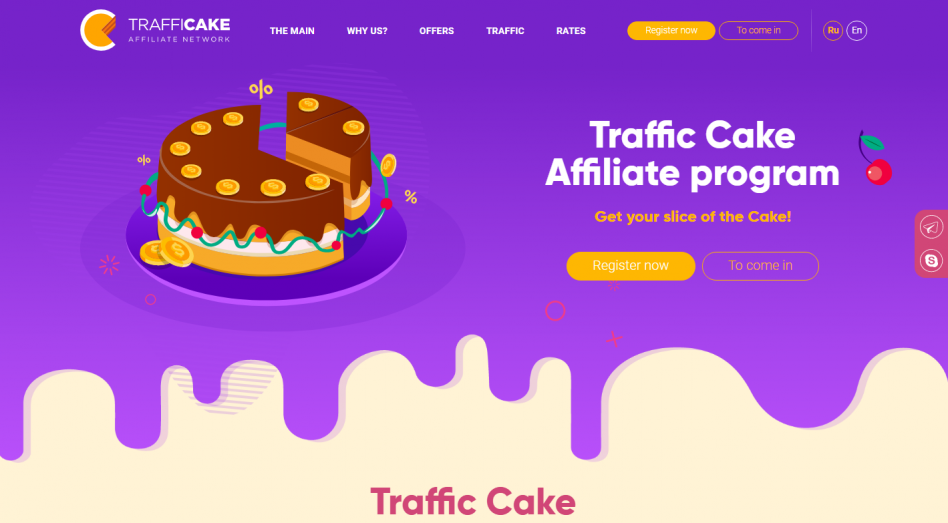 TRAFFICAKE
AFFILIATE NETWORK
THE MAIN
WHY US?
OFFERS
TRAFFIC
RATES
Register now
To come in
Ru
En
%
%
%
Traffic Cake
Affiliate program
Get your slice of the Cake!
Register now
To come in
Traffic Cake